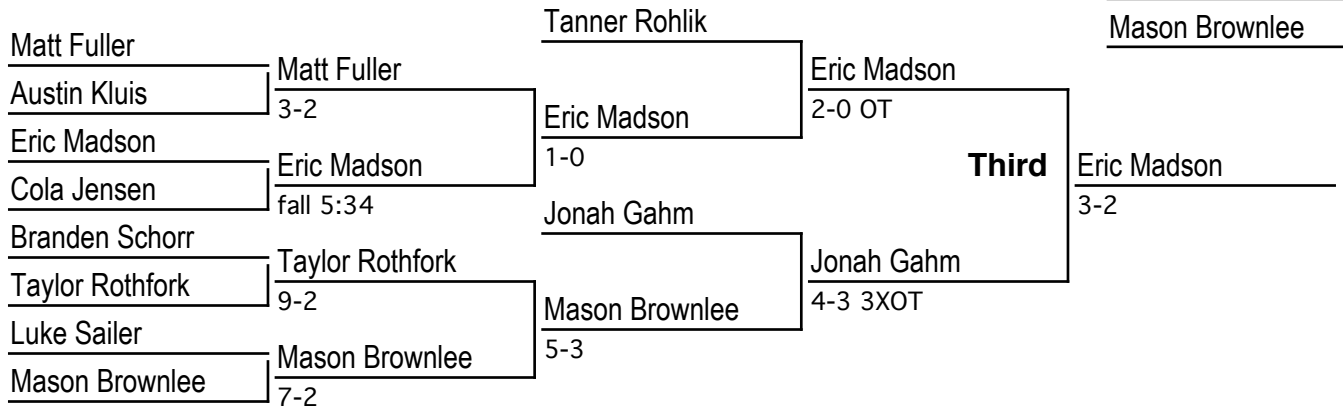 Matt Fuller
Austin Kluis
Eric Madson
Cola Jensen
Branden Schorr
Taylor Rothfork
Luke Sailer
Mason Brownlee
Matt Fuller
3-2
Eric Madson
fall 5:34
Taylor Rothfork
9-2
Mason Brownlee
7-2
Tanner Rohlik
Eric Madson
1-0
Jonah Gahm
Mason Brownlee
5-3
Eric Madson
2-0 OT
Jonah Gahm
4-3 3XOT
Third
Eric Madson
3-2
Mason Brownlee